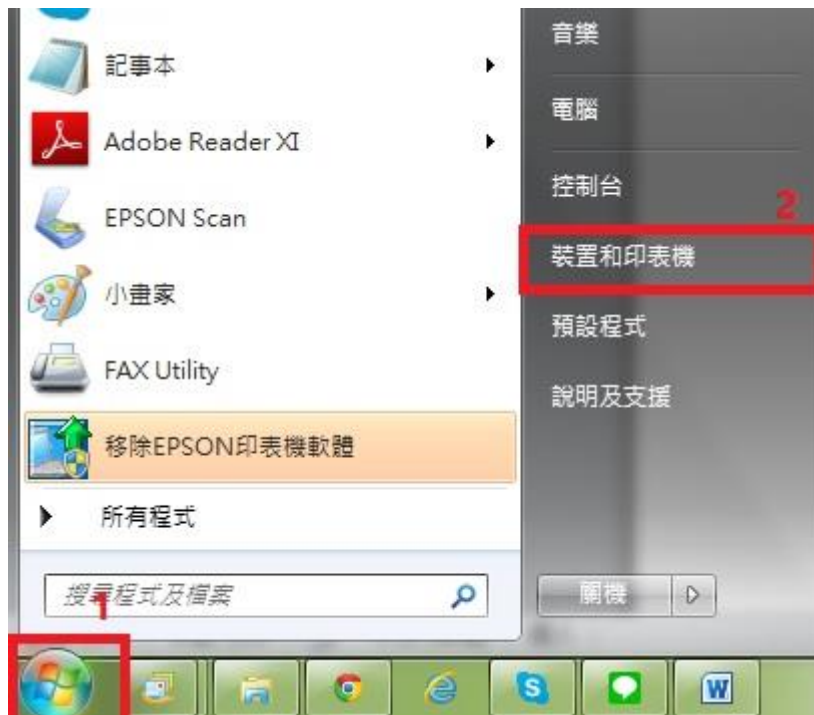 記事本
Adobe Reader XI
EPSON Scan
小畫家
FAX Utility
移除EPSON印表機軟體
所有程式
搜尋程式及檔案
1
音樂
電腦
控制台
2
裝置和印表機
預設程式
說明及支援
關機
S
W